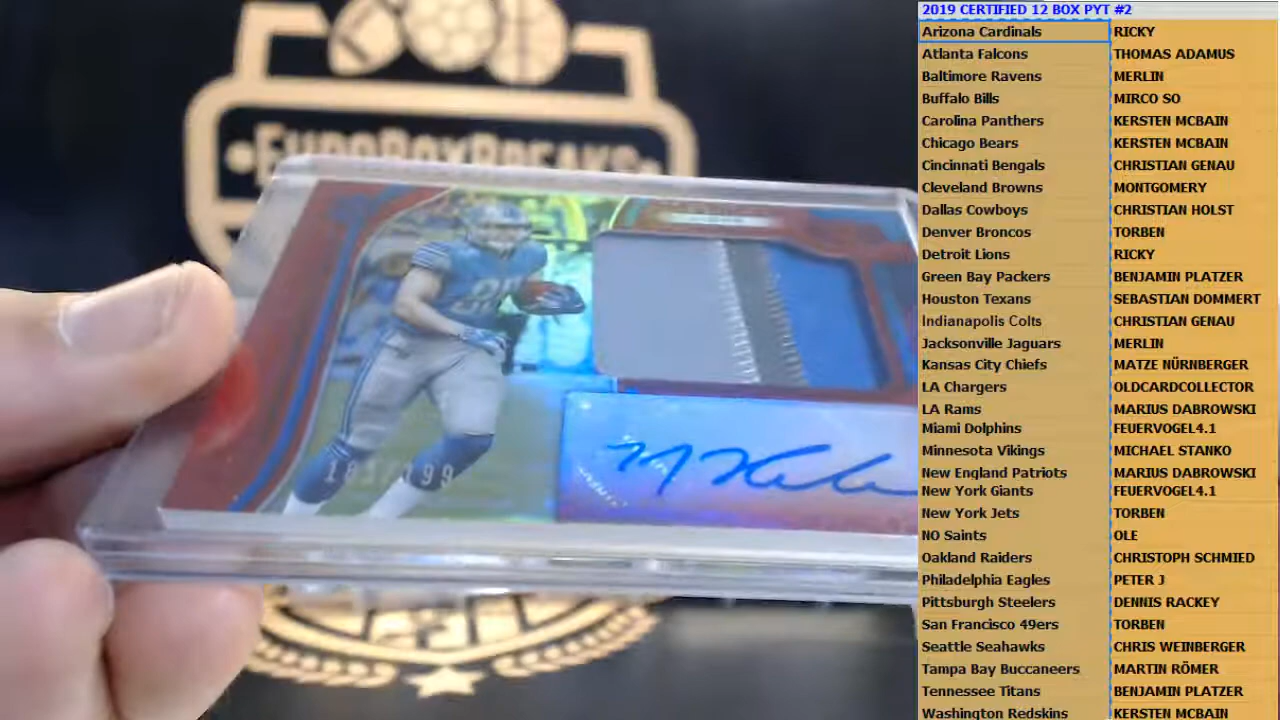 2019 CERTIFIED 12 BOX PYT #2
Arizona Cardinals RICKY
Atlanta Falcons THOMAS ADAMUS
Baltimore Ravens MERLIN
Buffalo Bills MIRCO SO
Carolina Panthers KERSTEN MCBAIN
Chicago Bears KERSTEN MCBAIN
Cincinnati Bengals CHRISTIAN GENAU
Cleveland Browns MONTGOMERY
Dallas Cowboys CHRISTIAN HOLST
Denver Broncos TORBEN
Detroit Lions RICKY
Green Bay Packers BENJAMIN PLATZER
Houston Texans SEBASTIAN DOMMERT
Indianapolis Colts CHRISTIAN GENAU
Jacksonville Jaguars MERLIN
Kansas City Chiefs MATZE NÜRNBERGER
LA Chargers OLDCARDCOLLECTOR
LA Rams MARIUS DABROWSKI
Miami Dolphins FEUERVOGEL4.1
Minnesota Vikings MICHAEL STANKO
New England Patriots MARIUS DABROWSKI
New York Giants FEUERVOGEL4.1
New York Jets TORBEN
NO Saints OLE
Oakland Raiders CHRISTOPH SCHMIED
Philadelphia Eagles PETER J
Pittsburgh Steelers DENNIS RACKEY
San Francisco 49ers TORBEN
Seattle Seahawks CHRIS WEINBERGER
Tampa Bay Buccaneers MARTIN RÖMER
Tennessee Titans BENJAMIN PLATZER
Washington Redskins KERSTEN MCBAIN
EUROBOXBREAKS